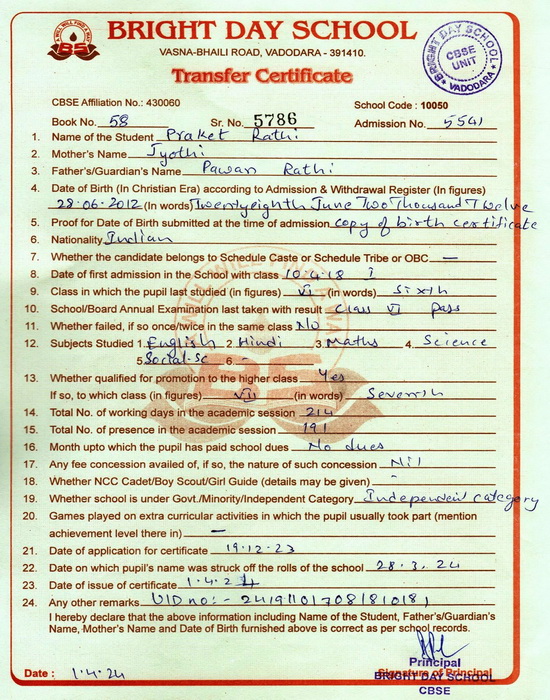 BRIGHT DAY SCHOOL
VASNA-BHAILI ROAD, VADODARA - 391410.
Transfer Certificate
BRIGHT DAY SCHOOL
CBSE UNIT
VADODARA
BS
CBSE Affiliation No.: 430060 School Code : 10050
Book No. 58 Sr. No. 5786 Admission No. 5541
1. Name of the Student Praket Rathi
2. Mother's Name Jyothi
3. Father's/Guardian's Name Pawan Rathi
4. Date of Birth (In Christian Era) according to Admission & Withdrawal Register (In figures)
28.06.2012 (In words) Twentyeighth June Two Thousand Twelve
5. Proof for Date of Birth submitted at the time of admission copy of birth certificate
6. Nationality Indian
7. Whether the candidate belongs to Schedule Caste or Schedule Tribe or OBC —
8. Date of first admission in the School with class 10.4.18 I
9. Class in which the pupil last studied (in figures) VI (in words) Sixth
10. School/Board Annual Examination last taken with result Class VI pass
11. Whether failed, if so once/twice in the same class No
12. Subjects Studied 1. English 2. Hindi 3. Maths 4. Science
5. Social-Sc 6. -
13. Whether qualified for promotion to the higher class Yes
If so, to which class (in figures) VII (in words) Seventh
14. Total No. of working days in the academic session 214
15. Total No. of presence in the academic session 191
16. Month upto which the pupil has paid school dues No dues
17. Any fee concession availed of, if so, the nature of such concession Nil
18. Whether NCC Cadet/Boy Scout/Girl Guide (details may be given) -
19. Whether school is under Govt./Minority/Independent Category Independent category
20. Games played on extra curricular activities in which the pupil usually took part (mention
achievement level there in) —
21. Date of application for certificate 19.12.23
22. Date on which pupil's name was struck off the rolls of the school 28.3.24
23. Date of issue of certificate 1.4.24
24. Any other remarks UID no:-
I hereby declare that the above information including Name of the Student, Father's/Guardian's
Name, Mother's Name and Date of Birth furnished above is correct as per school records.
Date : 1.4.24 Signature of Principal
Principal
BRIGHT DAY SCHOOL
CBSE